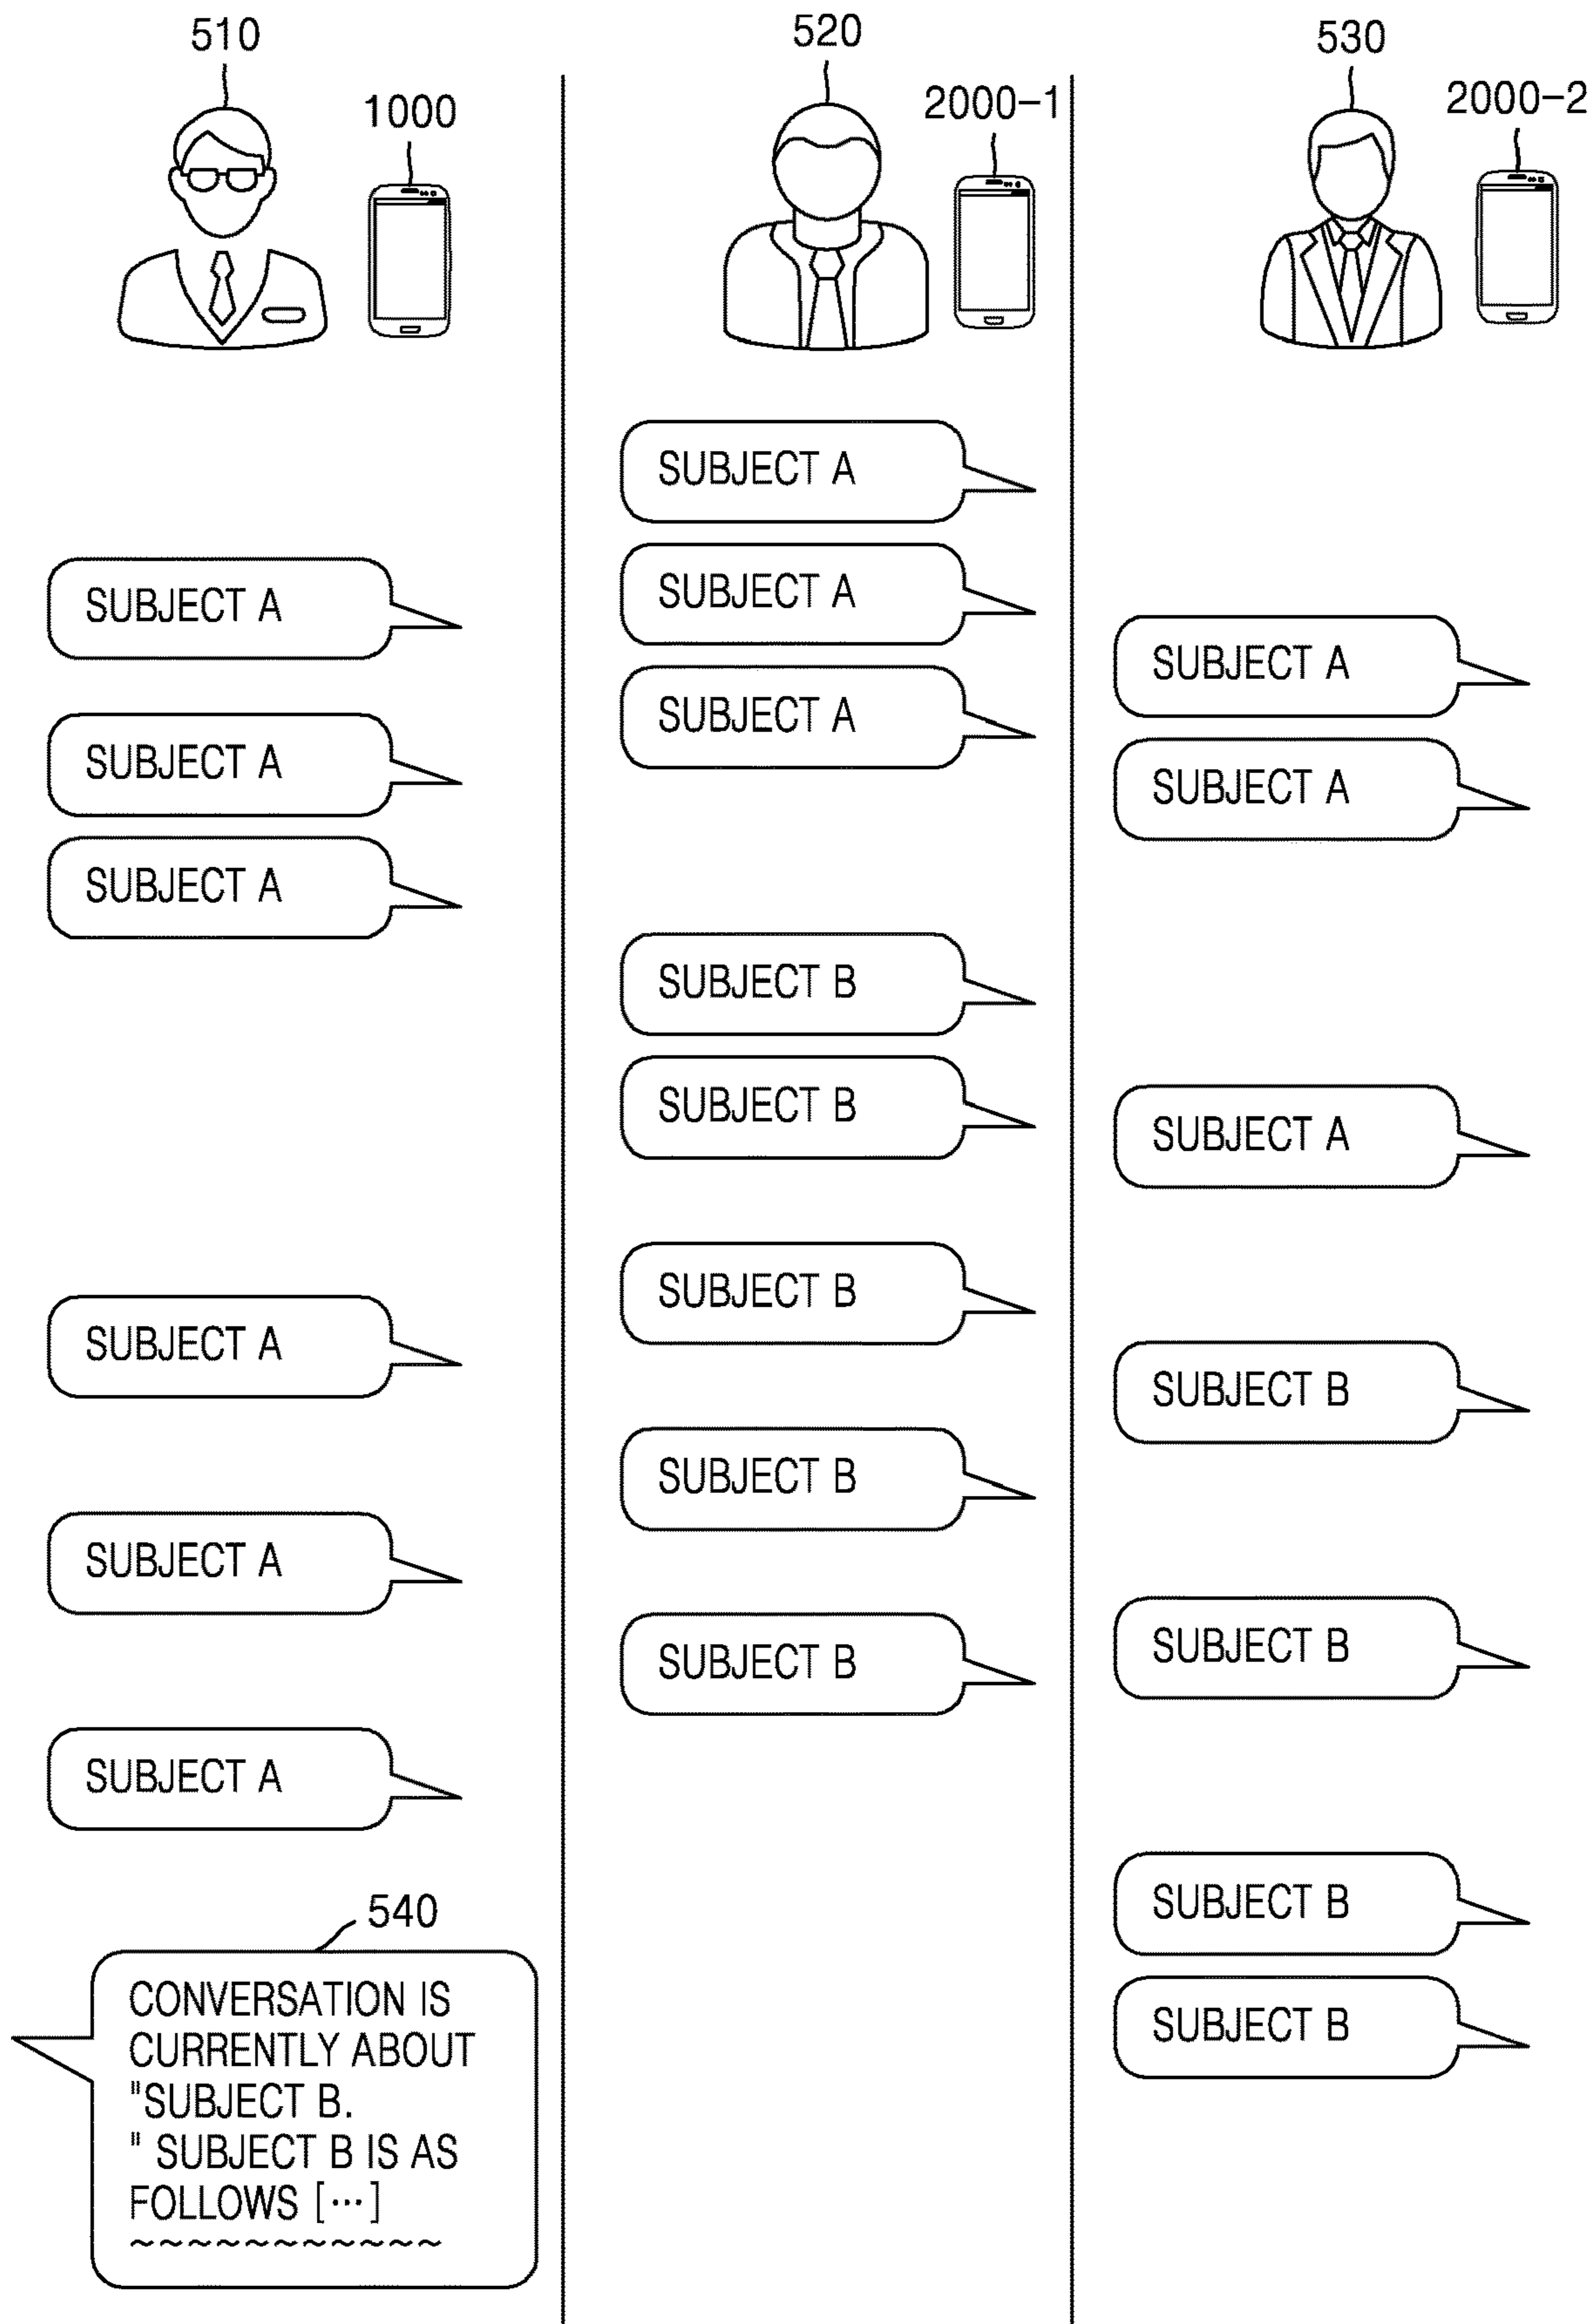 510
1000
520
2000-1
530
2000-2
SUBJECT A
SUBJECT A
SUBJECT A
SUBJECT A
SUBJECT A
SUBJECT A
540
CONVERSATION IS
CURRENTLY ABOUT
"SUBJECT B.
" SUBJECT B IS AS
FOLLOWS [···]
~~~~~~~~~~~
SUBJECT A
SUBJECT A
SUBJECT A
SUBJECT B
SUBJECT B
SUBJECT B
SUBJECT B
SUBJECT B
SUBJECT A
SUBJECT A
SUBJECT A
SUBJECT B
SUBJECT B
SUBJECT B
SUBJECT B